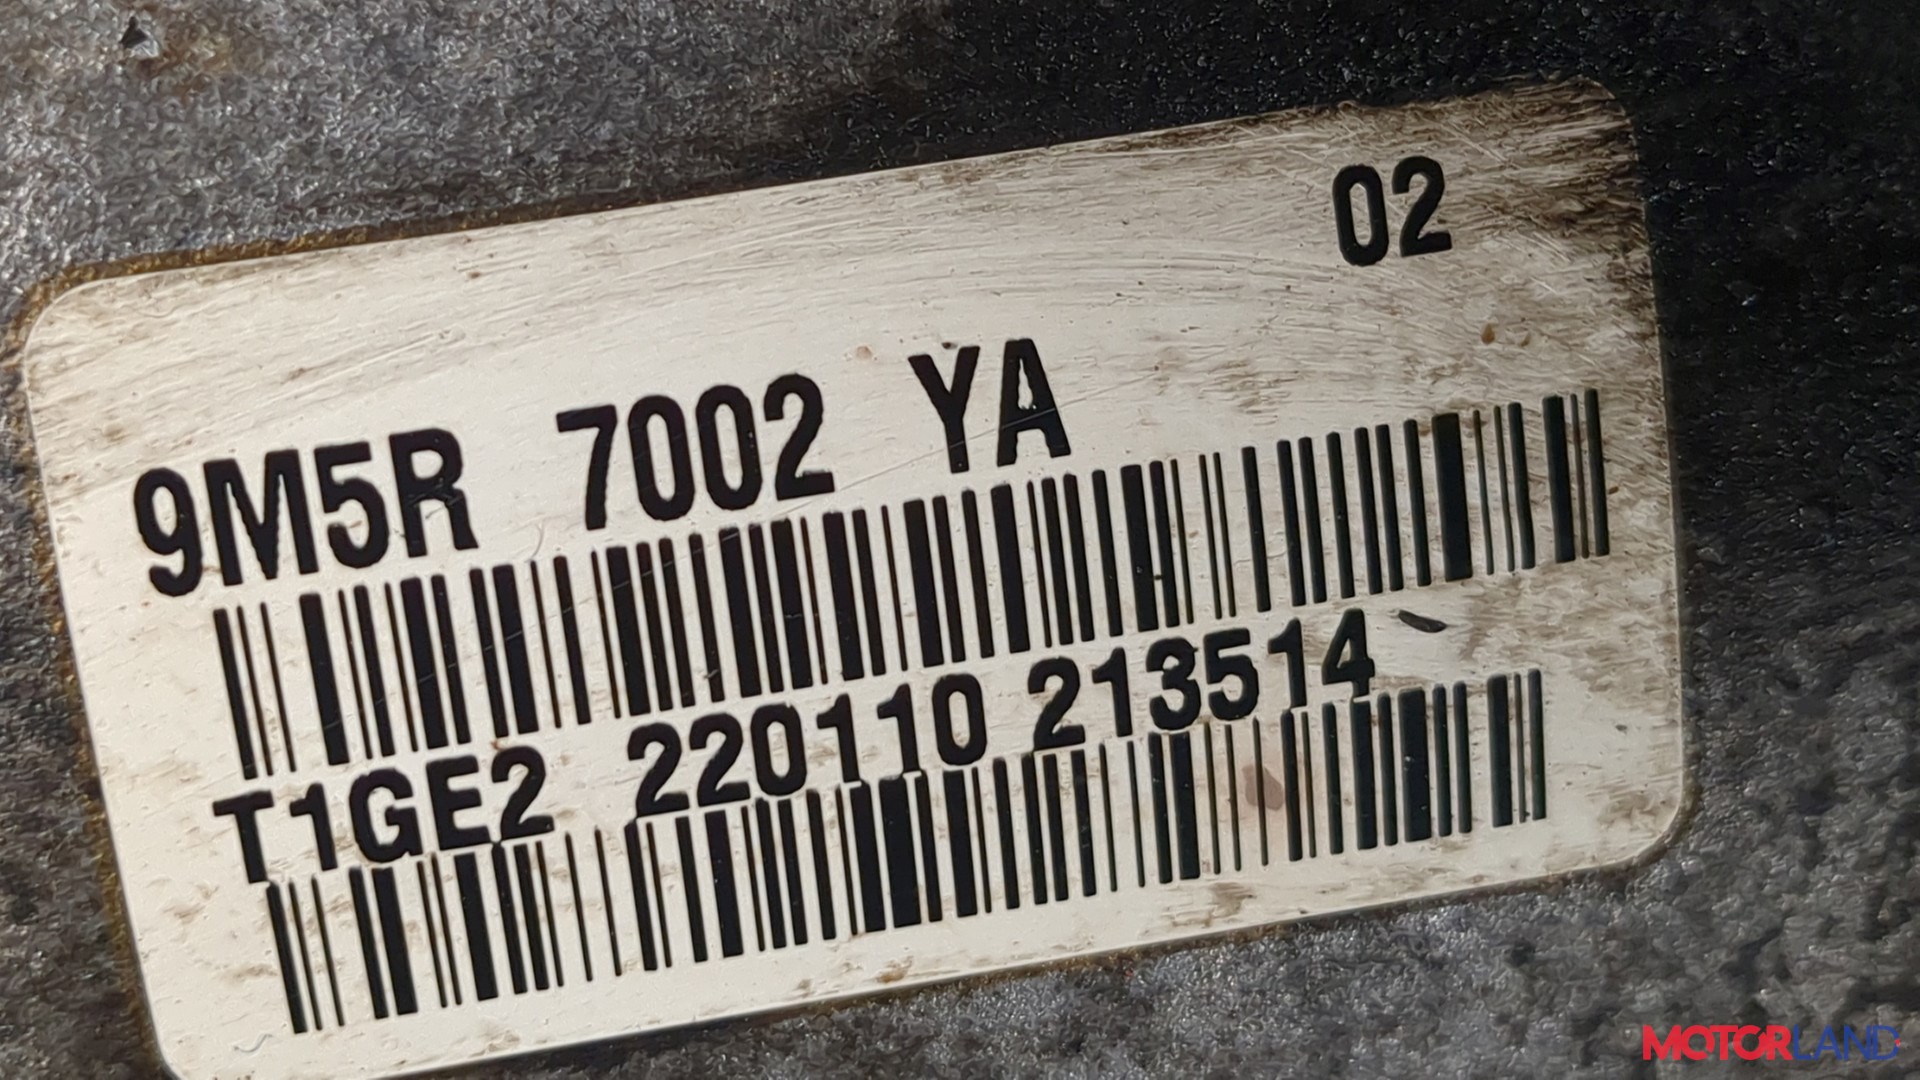 02
9M5R 7002 YA
T1GE2 220110 213514
MOTORLAND